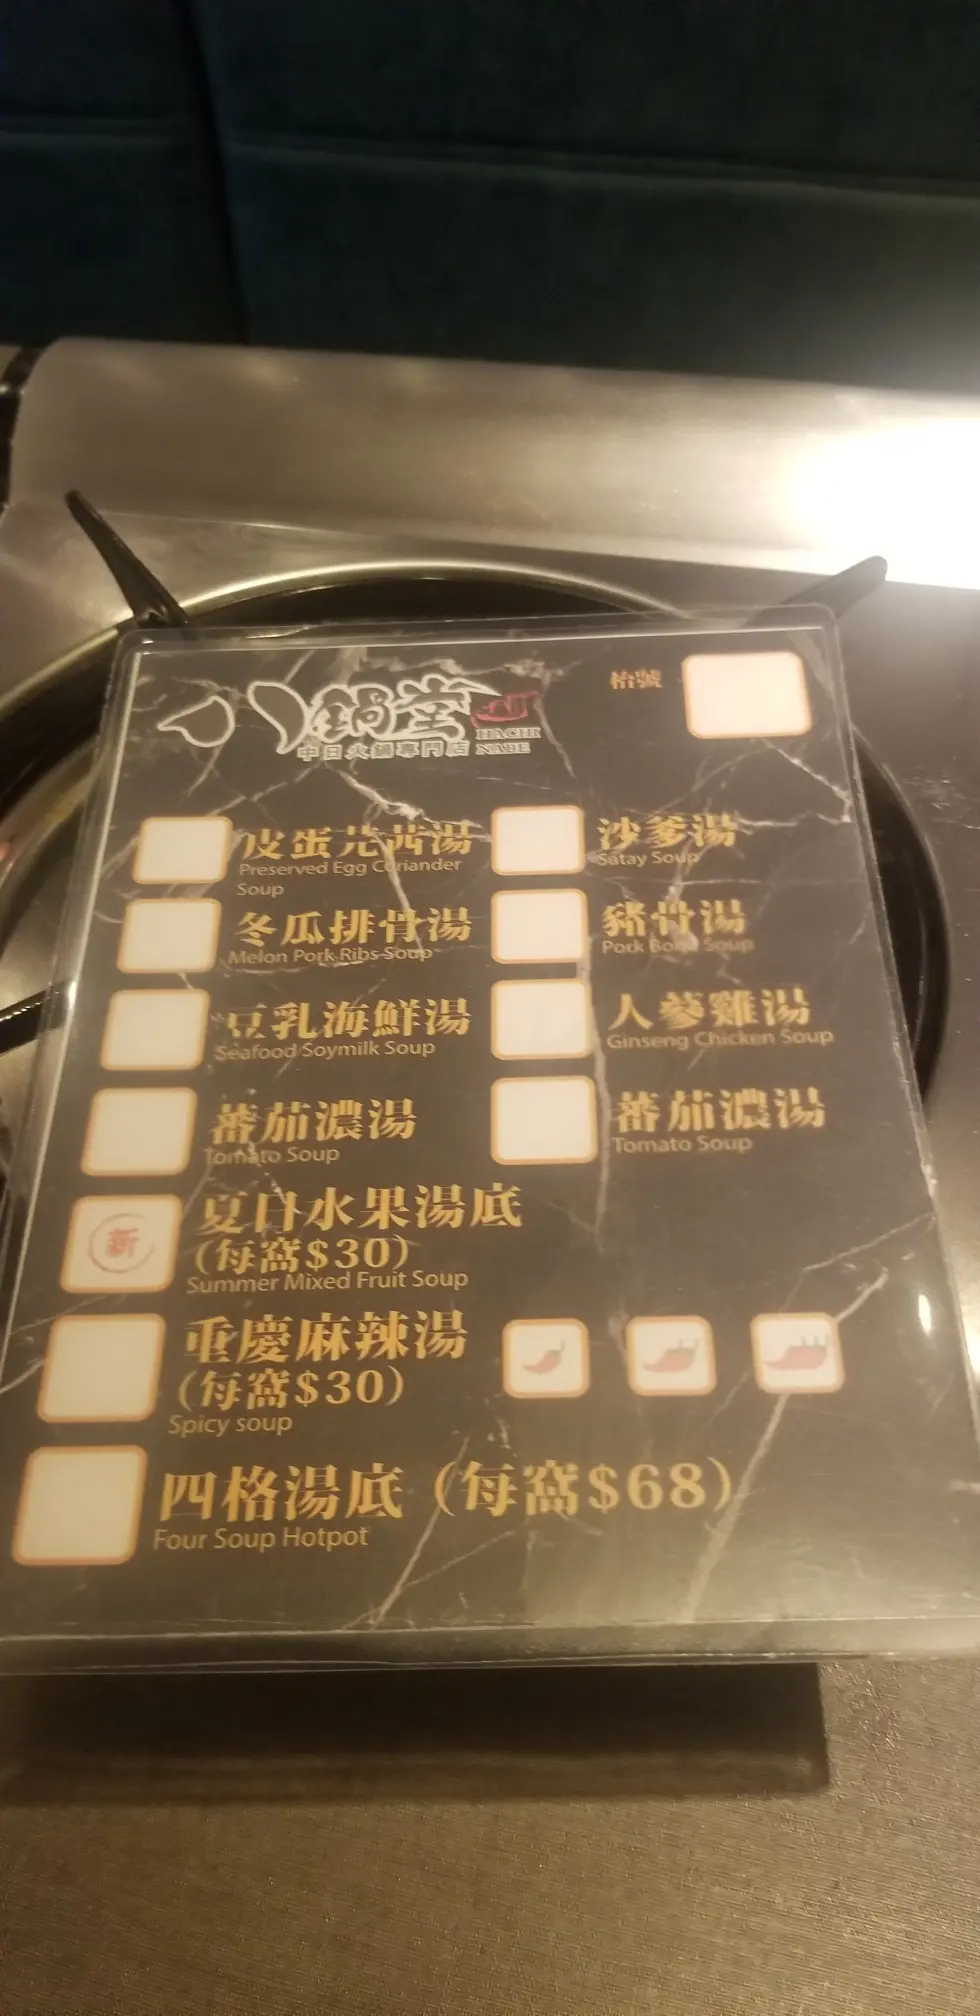 八鍋堂
中日火鍋專門店
HACHI
NABE
枱號
皮蛋芫茜湯
Preserved Egg Coriander
Soup
沙爹湯
Satay Soup
冬瓜排骨湯
Melon Pork Ribs Soup
豬骨湯
Pork Bone Soup
豆乳海鮮湯
Seafood Soymilk Soup
人蔘雞湯
Ginseng Chicken Soup
蕃茄濃湯
Tomato Soup
蕃茄濃湯
Tomato Soup
新
夏日水果湯底
(每窩$30)
Summer Mixed Fruit Soup
重慶麻辣湯
(每窩$30)
Spicy soup
四格湯底 (每窩$68)
Four Soup Hotpot